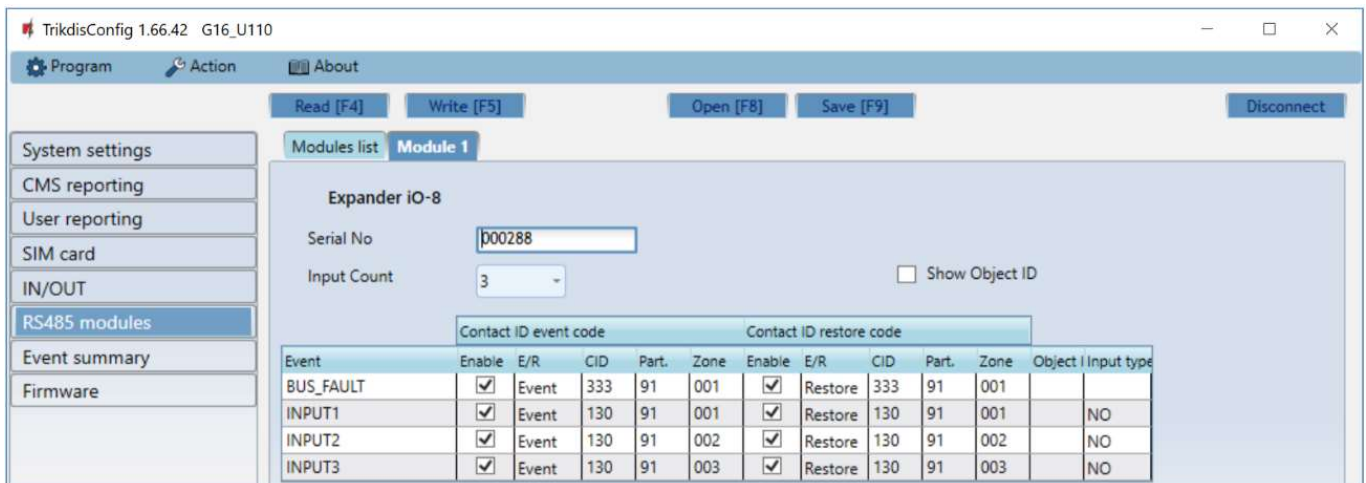 TrikdisConfig 1.66.42 G16_U110
Program Action About
Read [F4] Write [F5] Open [F8] Save [F9] Disconnect
System settings
CMS reporting
User reporting
SIM card
IN/OUT
RS485 modules
Event summary
Firmware
Modules list Module 1
Expander iO-8
Serial No 000288
Input Count 3 Show Object ID
Contact ID event code Contact ID restore code
Event Enable E/R CID Part. Zone Enable E/R CID Part. Zone Object I Input type
BUS_FAULT Event 333 91 001 Restore 333 91 001
INPUT1 Event 130 91 001 Restore 130 91 001 NO
INPUT2 Event 130 91 002 Restore 130 91 002 NO
INPUT3 Event 130 91 003 Restore 130 91 003 NO